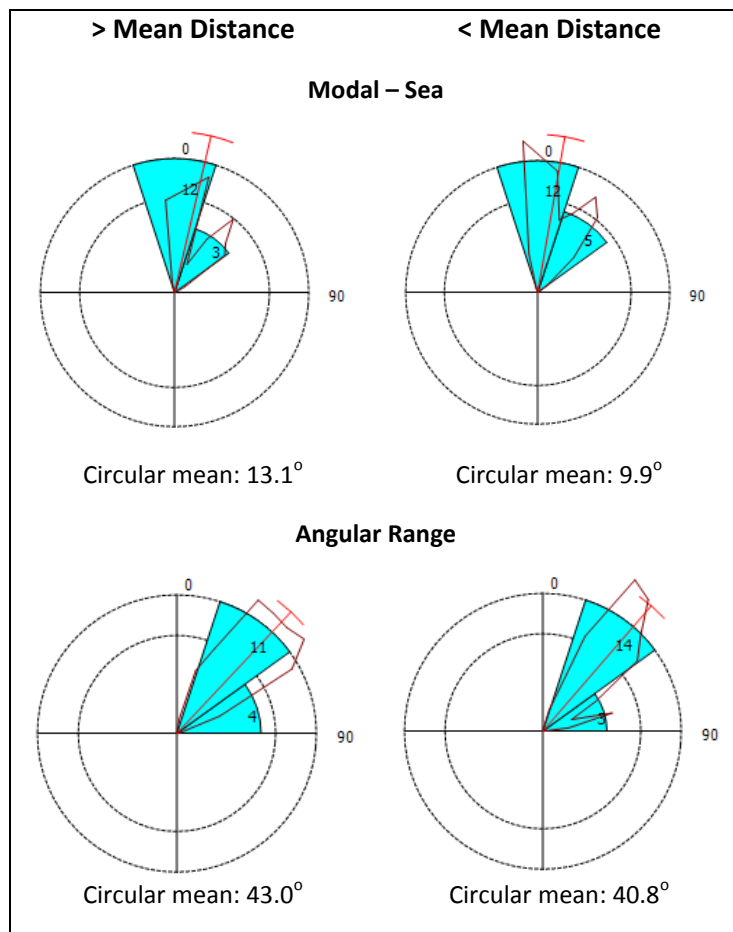 > Mean Distance < Mean Distance
Modal – Sea
0 0
12 12
3 5
90 90
Circular mean: 13.1° Circular mean: 9.9°
Angular Range
0 0
11 14
4 3
90 90
Circular mean: 43.0° Circular mean: 40.8°